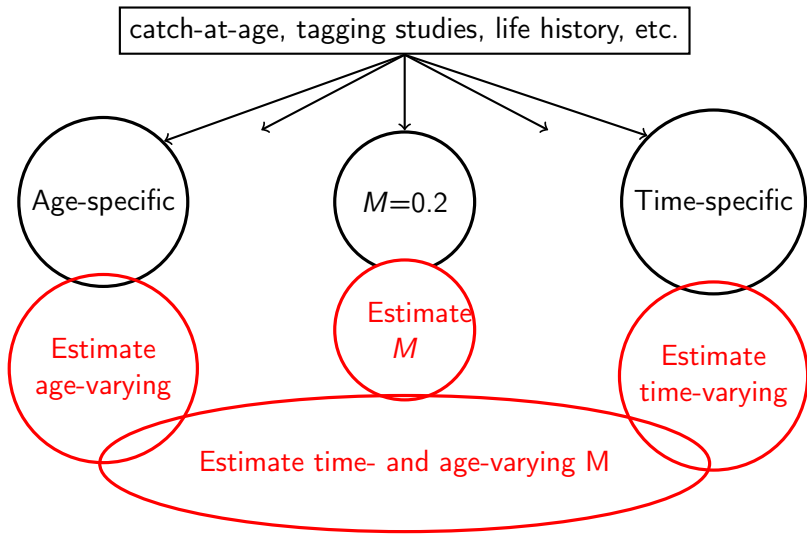 catch-at-age, tagging studies, life history, etc.
Age-specific
M=0.2
Time-specific
Estimate
age-varying
Estimate
M
Estimate
time-varying
Estimate time- and age-varying M